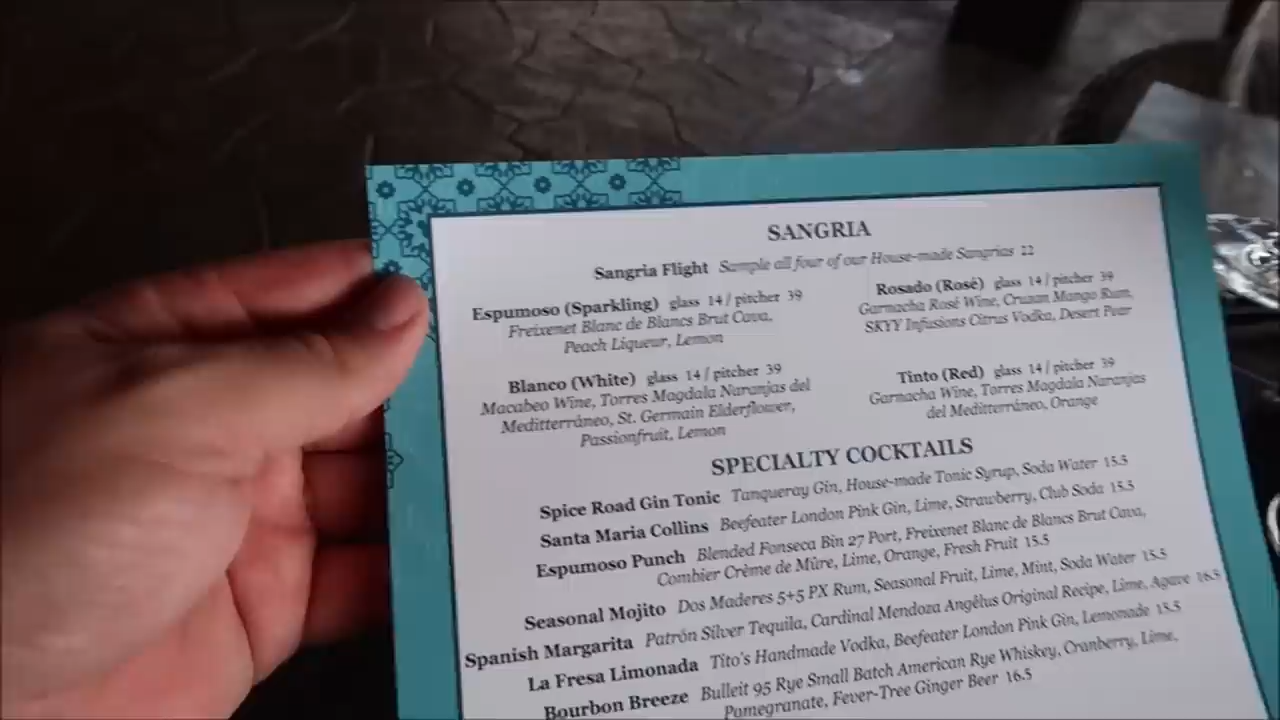 SANGRIA
Sangria Flight Sample all four of our House-made Sangrias 22
Espumoso (Sparkling) glass 14 / pitcher 39
Freixenet Blanc de Blancs Brut Cava,
Peach Liqueur, Lemon
Rosado (Rosé) glass 14 / pitcher 39
Garnacha Rosé Wine, Cruzan Mango Rum,
SKYY Infusions Citrus Vodka, Desert Pear
Blanco (White) glass 14 / pitcher 39
Macabeo Wine, Torres Magdala Naranjas del
Meditterráneo, St. Germain Elderflower,
Passionfruit, Lemon
Tinto (Red) glass 14 / pitcher 39
Garnacha Wine, Torres Magdala Naranjas
del Meditterráneo, Orange
SPECIALTY COCKTAILS
Spice Road Gin Tonic Tanqueray Gin, House-made Tonic Syrup, Soda Water 15.5
Santa Maria Collins Beefeater London Pink Gin, Lime, Strawberry, Club Soda 15.5
Espumoso Punch Blended Fonseca Bin 27 Port, Freixenet Blanc de Blancs Brut Cava,
Combier Crème de Mûre, Lime, Orange, Fresh Fruit 15.5
Seasonal Mojito Dos Maderes 5+5 PX Rum, Seasonal Fruit, Lime, Mint, Soda Water 15.5
Spanish Margarita Patrón Silver Tequila, Cardinal Mendoza Angêlus Original Recipe, Lime, Agave 16.5
La Fresa Limonada Tito's Handmade Vodka, Beefeater London Pink Gin, Lemonade 15.5
Bourbon Breeze Bulleit 95 Rye Small Batch American Rye Whiskey, Cranberry, Lime,
Pomegranate, Fever-Tree Ginger Beer 16.5